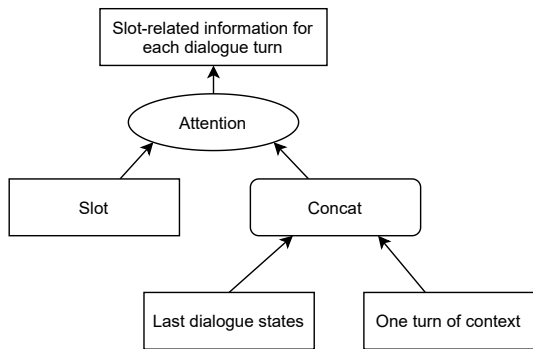 Slot-related information for
each dialogue turn
Attention
Slot
Concat
Last dialogue states
One turn of context